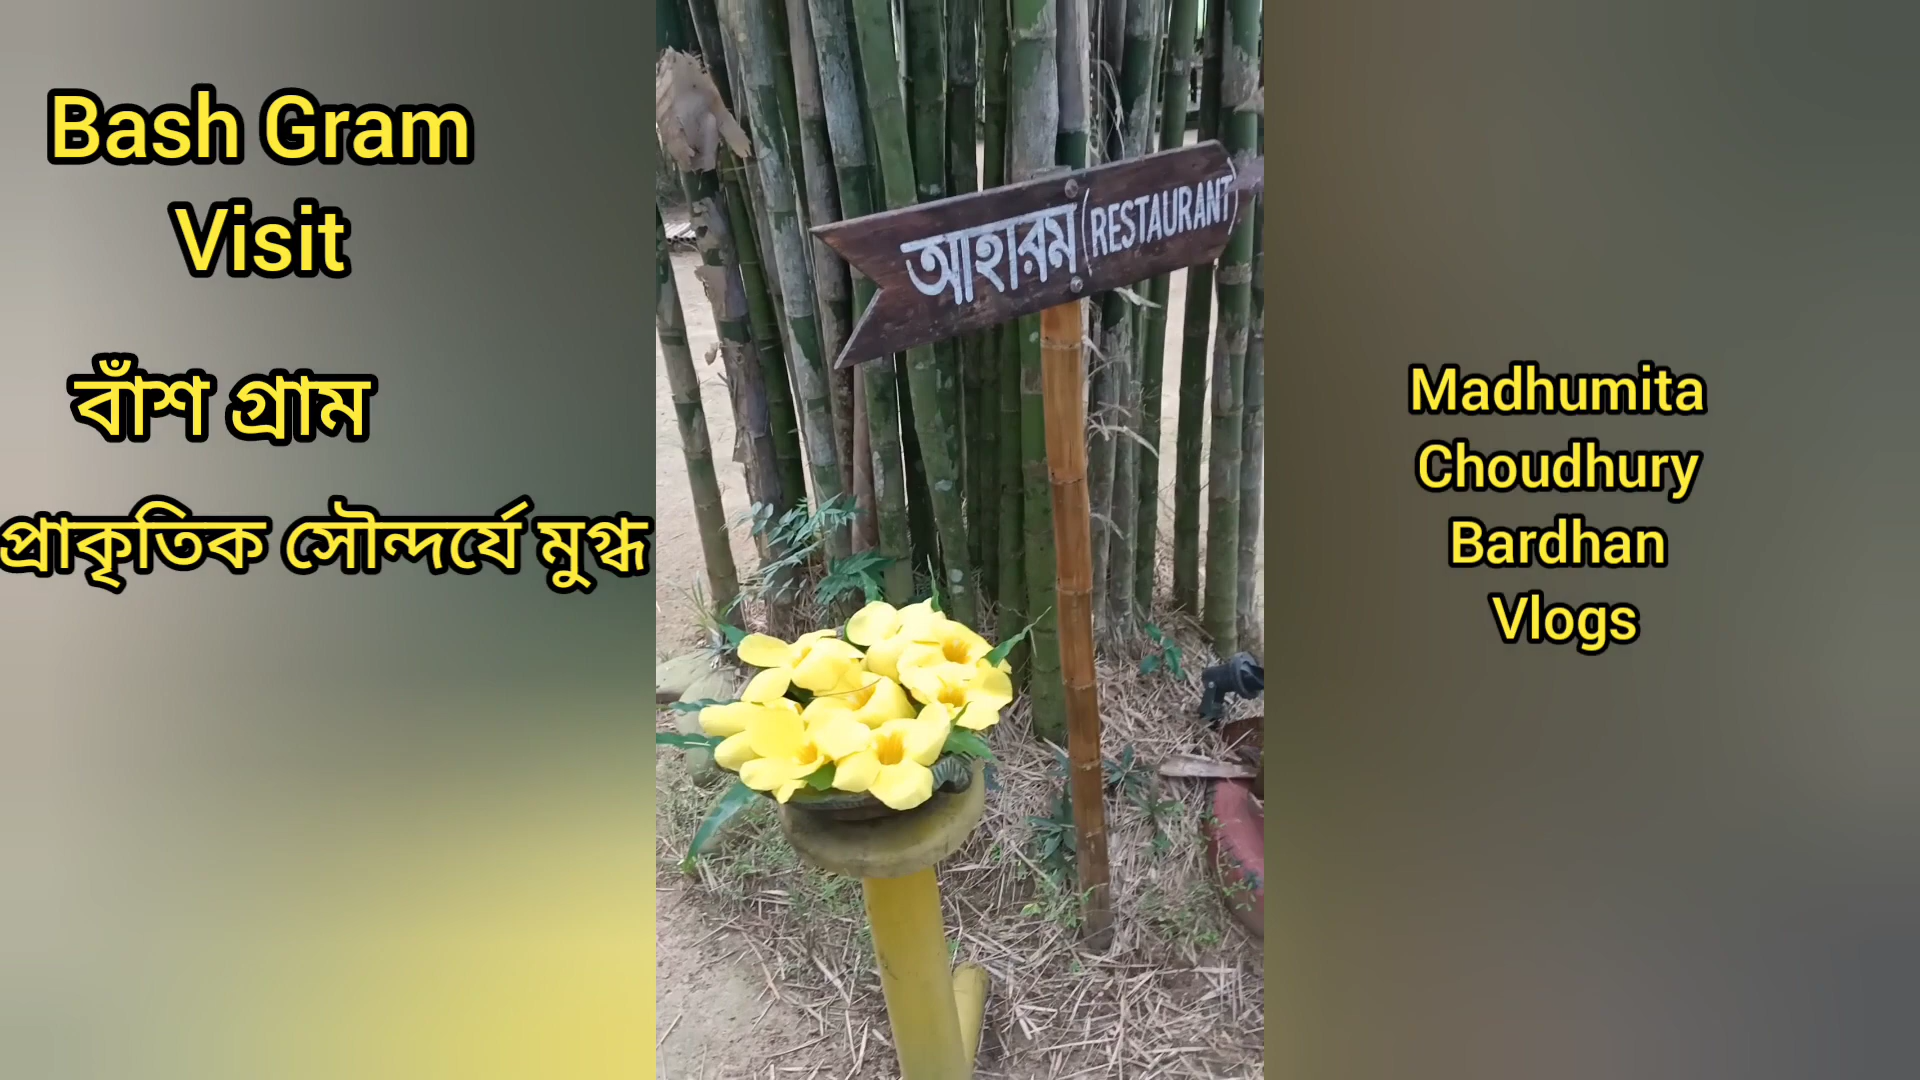 Bash Gram
Visit
বাঁশ গ্রাম
প্রাকৃতিক সৌন্দর্যে মুগ্ধ
আহারম্ (RESTAURANT)
Madhumita
Choudhury
Bardhan
Vlogs